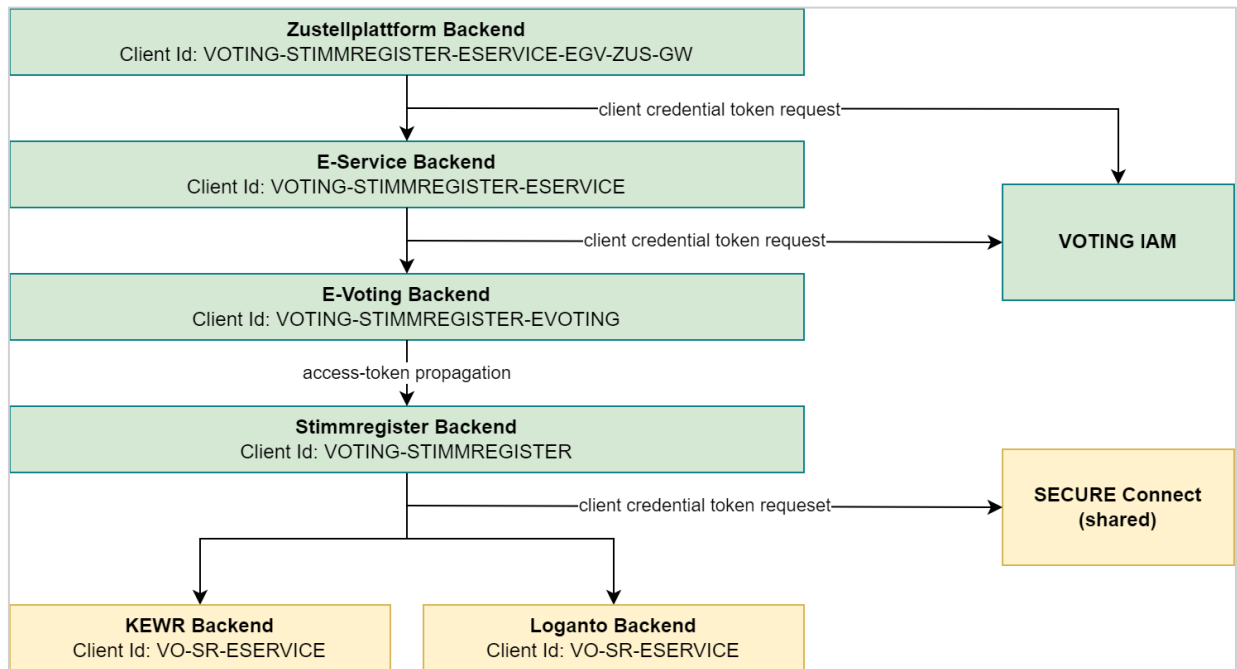 Zustellplattform Backend
Client Id: VOTING-STIMMREGISTER-ESERVICE-EGV-ZUS-GW
client credential token request
E-Service Backend
Client Id: VOTING-STIMMREGISTER-ESERVICE
client credential token request
VOTING IAM
E-Voting Backend
Client Id: VOTING-STIMMREGISTER-EVOTING
access-token propagation
Stimmregister Backend
Client Id: VOTING-STIMMREGISTER
client credential token requeset
SECURE Connect
(shared)
KEWR Backend
Client Id: VO-SR-ESERVICE
Loganto Backend
Client Id: VO-SR-ESERVICE